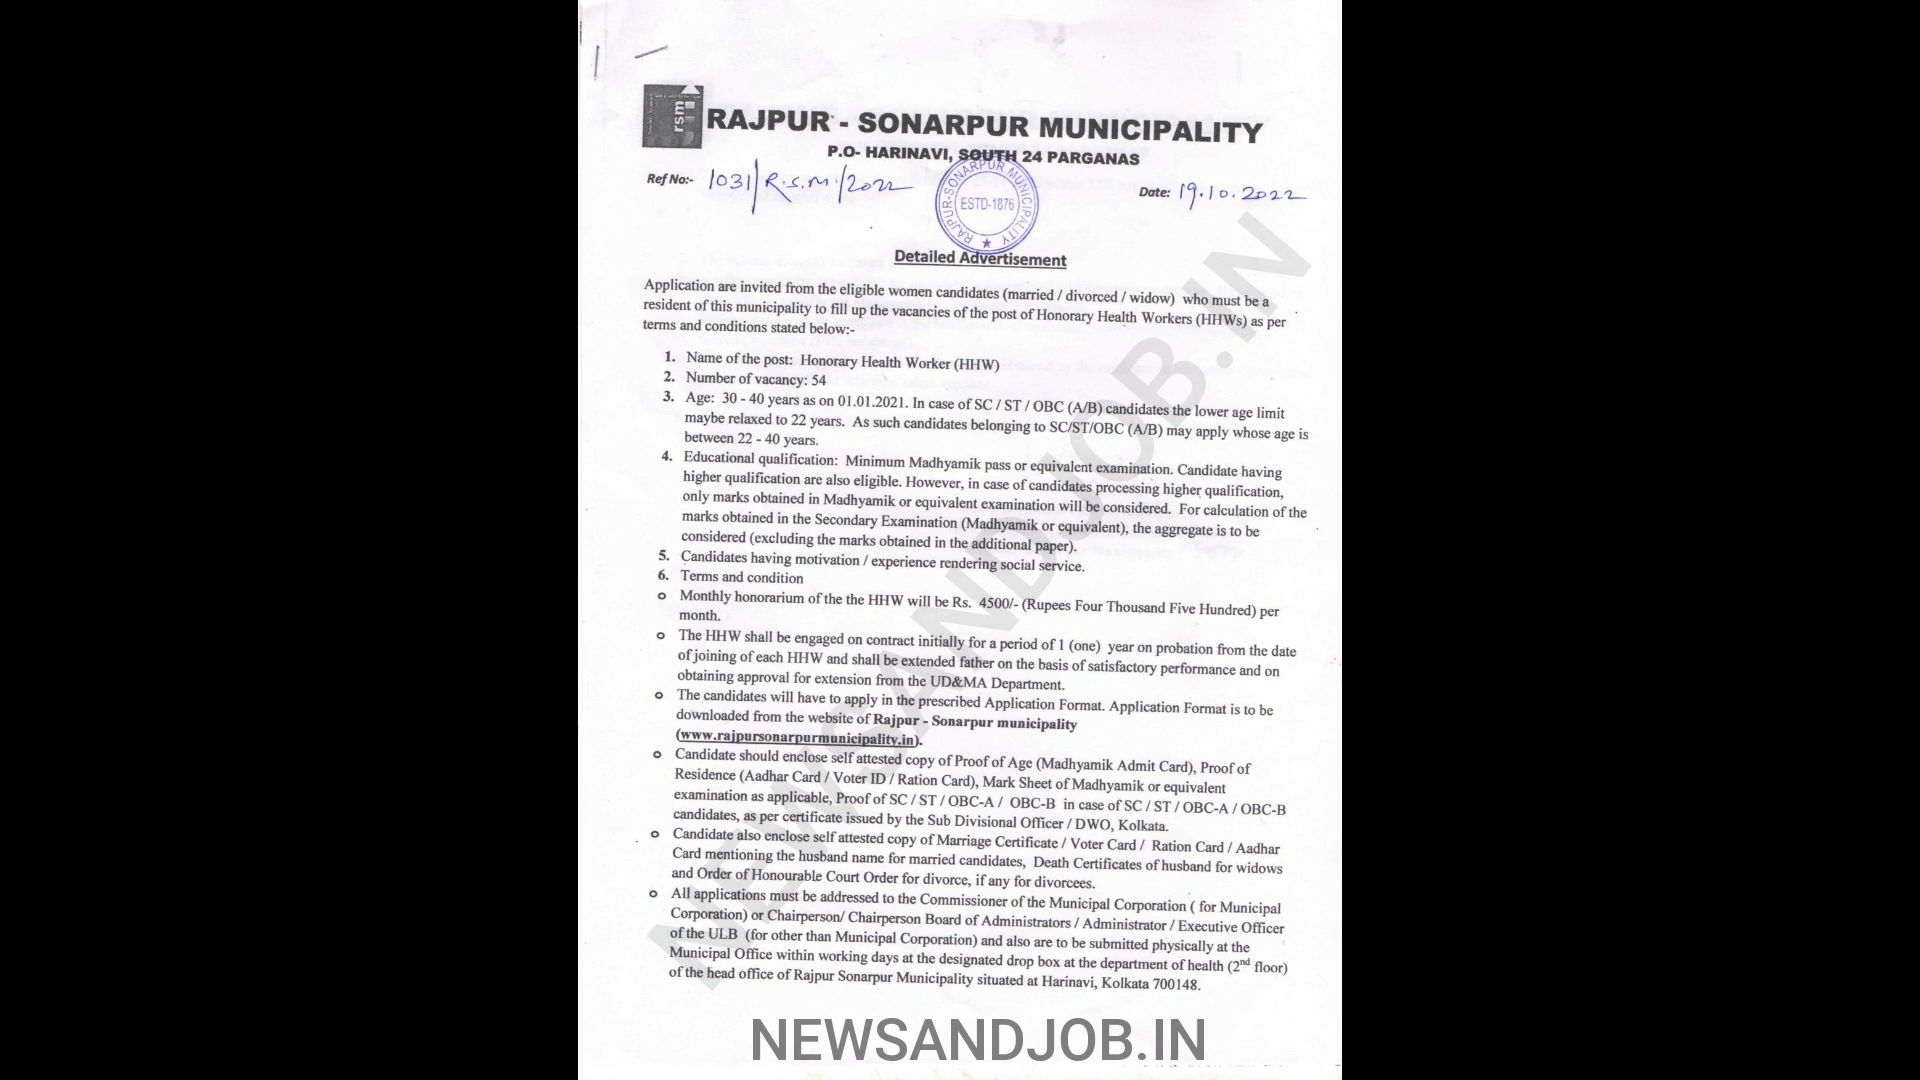 rsm
RAJPUR - SONARPUR MUNICIPALITY
P.O- HARINAVI, SOUTH 24 PARGANAS
Ref No:- 1031/R.S.M./2022
Date: 19.10.2022
RAJPUR-SONARPUR MUNICIPALITY
ESTD-1876
Detailed Advertisement
Application are invited from the eligible women candidates (married / divorced / widow) who must be a
resident of this municipality to fill up the vacancies of the post of Honorary Health Workers (HHWs) as per
terms and conditions stated below:-
1. Name of the post: Honorary Health Worker (HHW)
2. Number of vacancy: 54
3. Age: 30 - 40 years as on 01.01.2021. In case of SC / ST / OBC (A/B) candidates the lower age limit
maybe relaxed to 22 years. As such candidates belonging to SC/ST/OBC (A/B) may apply whose age is
between 22 - 40 years.
4. Educational qualification: Minimum Madhyamik pass or equivalent examination. Candidate having
higher qualification are also eligible. However, in case of candidates processing higher qualification,
only marks obtained in Madhyamik or equivalent examination will be considered. For calculation of the
marks obtained in the Secondary Examination (Madhyamik or equivalent), the aggregate is to be
considered (excluding the marks obtained in the additional paper).
5. Candidates having motivation / experience rendering social service.
6. Terms and condition
o Monthly honorarium of the the HHW will be Rs. 4500/- (Rupees Four Thousand Five Hundred) per
month.
o The HHW shall be engaged on contract initially for a period of 1 (one) year on probation from the date
of joining of each HHW and shall be extended father on the basis of satisfactory performance and on
obtaining approval for extension from the UD&MA Department.
o The candidates will have to apply in the prescribed Application Format. Application Format is to be
downloaded from the website of Rajpur - Sonarpur municipality
(www.rajpursonarpurmunicipality.in).
o Candidate should enclose self attested copy of Proof of Age (Madhyamik Admit Card), Proof of
Residence (Aadhar Card / Voter ID / Ration Card), Mark Sheet of Madhyamik or equivalent
examination as applicable, Proof of SC / ST / OBC-A / OBC-B in case of SC / ST / OBC-A / OBC-B
candidates, as per certificate issued by the Sub Divisional Officer / DWO, Kolkata.
o Candidate also enclose self attested copy of Marriage Certificate / Voter Card / Ration Card / Aadhar
Card mentioning the husband name for married candidates, Death Certificates of husband for widows
and Order of Honourable Court Order for divorce, if any for divorcees.
o All applications must be addressed to the Commissioner of the Municipal Corporation ( for Municipal
Corporation) or Chairperson/ Chairperson Board of Administrators / Administrator / Executive Officer
of the ULB (for other than Municipal Corporation) and also are to be submitted physically at the
Municipal Office within working days at the designated drop box at the department of health (2nd floor)
of the head office of Rajpur Sonarpur Municipality situated at Harinavi, Kolkata 700148.
NEWSANDJOB.IN
NEWSANDJOB.IN